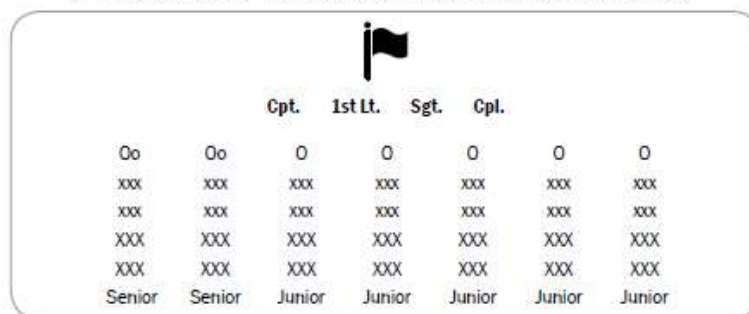 Cpt. 1st Lt. Sgt. Cpl.
Oo Oo O O O O O
xxx xxx xxx xxx xxx xxx xxx
xxx xxx xxx xxx xxx xxx xxx
XXX XXX XXX XXX XXX XXX XXX
XXX XXX XXX XXX XXX XXX XXX
Senior Senior Junior Junior Junior Junior Junior